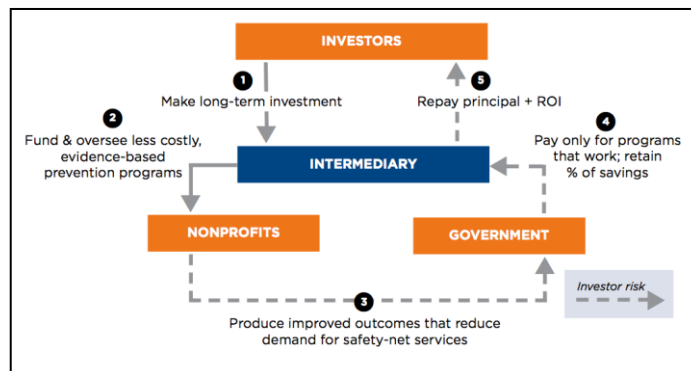 INVESTORS
1
Make long-term investment
5
Repay principal + ROI
2
Fund & oversee less costly,
evidence-based
prevention programs
4
Pay only for programs
that work; retain
% of savings
INTERMEDIARY
NONPROFITS
GOVERNMENT
3
Produce improved outcomes that reduce
demand for safety-net services
Investor risk